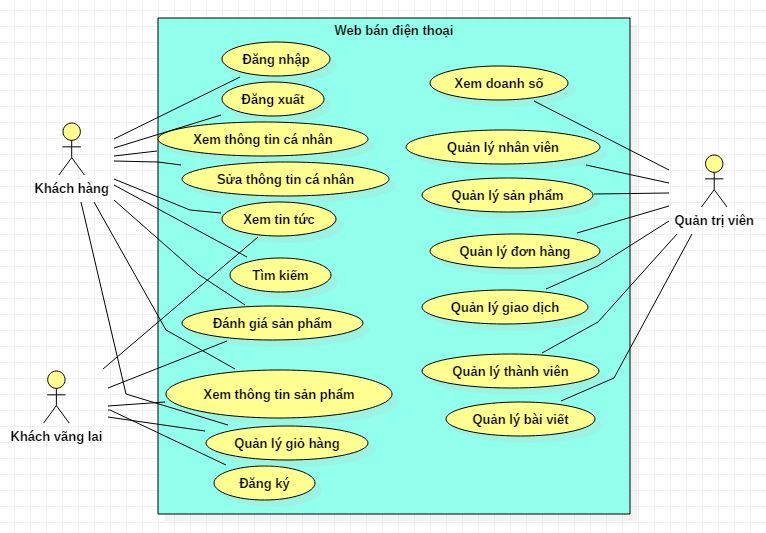 Web bán điện thoại
Đăng nhập
Đăng xuất
Xem thông tin cá nhân
Sửa thông tin cá nhân
Xem tin tức
Tìm kiếm
Đánh giá sản phẩm
Xem thông tin sản phẩm
Quản lý giỏ hàng
Đăng ký
Xem doanh số
Quản lý nhân viên
Quản lý sản phẩm
Quản lý đơn hàng
Quản lý giao dịch
Quản lý thành viên
Quản lý bài viết
Khách hàng
Khách vãng lai
Quản trị viên